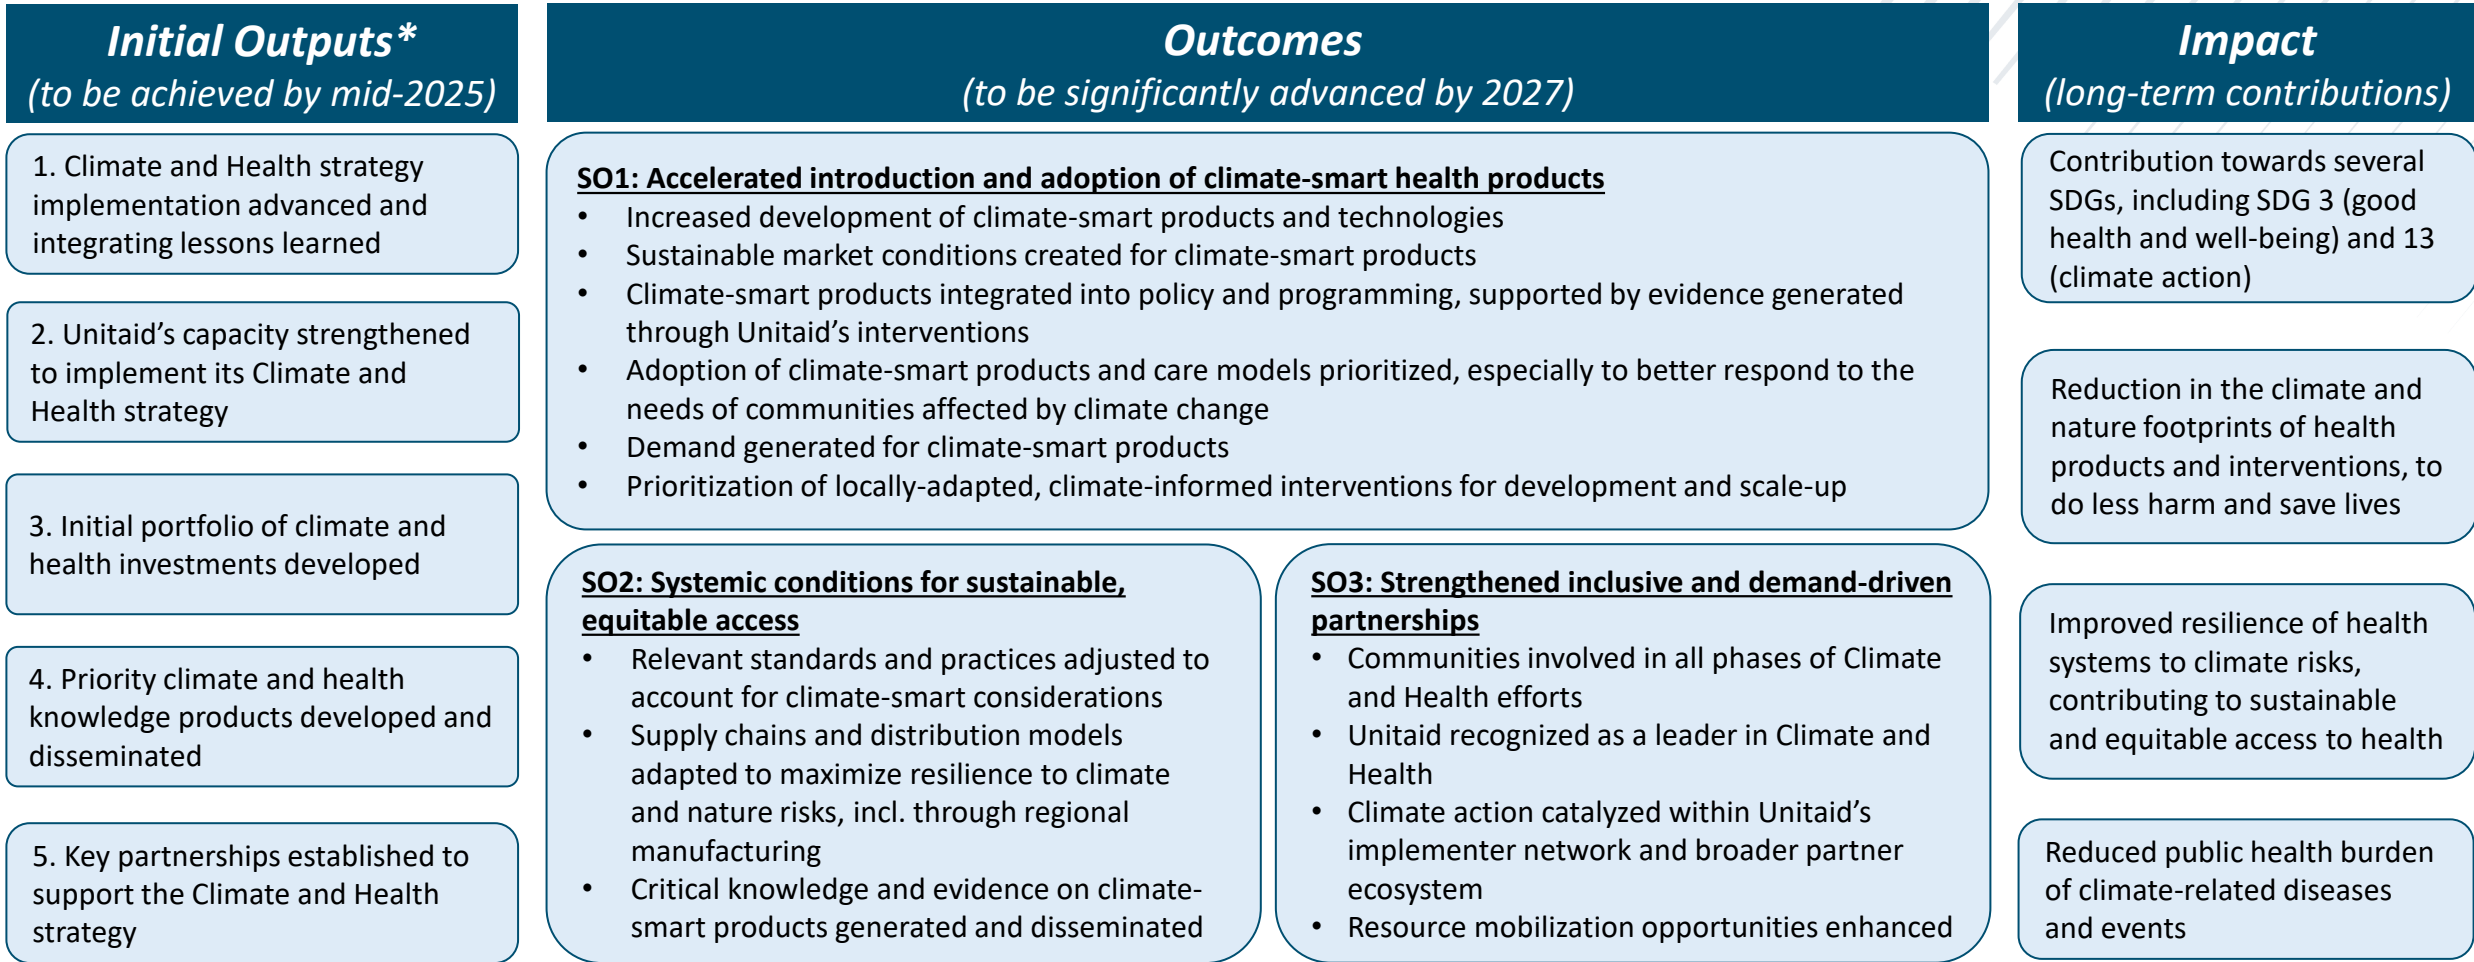 Initial Outputs*
(to be achieved by mid-2025)
1. Climate and Health strategy
implementation advanced and
integrating lessons learned
2. Unitaid’s capacity strengthened
to implement its Climate and
Health strategy
3. Initial portfolio of climate and
health investments developed
4. Priority climate and health
knowledge products developed and
disseminated
5. Key partnerships established to
support the Climate and Health
strategy
Outcomes
(to be significantly advanced by 2027)
SO1: Accelerated introduction and adoption of climate-smart health products
• Increased development of climate-smart products and technologies
• Sustainable market conditions created for climate-smart products
• Climate-smart products integrated into policy and programming, supported by evidence generated
through Unitaid’s interventions
• Adoption of climate-smart products and care models prioritized, especially to better respond to the
needs of communities affected by climate change
• Demand generated for climate-smart products
• Prioritization of locally-adapted, climate-informed interventions for development and scale-up
SO2: Systemic conditions for sustainable,
equitable access
• Relevant standards and practices adjusted to
account for climate-smart considerations
• Supply chains and distribution models
adapted to maximize resilience to climate
and nature risks, incl. through regional
manufacturing
• Critical knowledge and evidence on climate-
smart products generated and disseminated
SO3: Strengthened inclusive and demand-driven
partnerships
• Communities involved in all phases of Climate
and Health efforts
• Unitaid recognized as a leader in Climate and
Health
• Climate action catalyzed within Unitaid’s
implementer network and broader partner
ecosystem
• Resource mobilization opportunities enhanced
Impact
(long-term contributions)
Contribution towards several
SDGs, including SDG 3 (good
health and well-being) and 13
(climate action)
Reduction in the climate and
nature footprints of health
products and interventions, to
do less harm and save lives
Improved resilience of health
systems to climate risks,
contributing to sustainable
and equitable access to health
Reduced public health burden
of climate-related diseases
and events